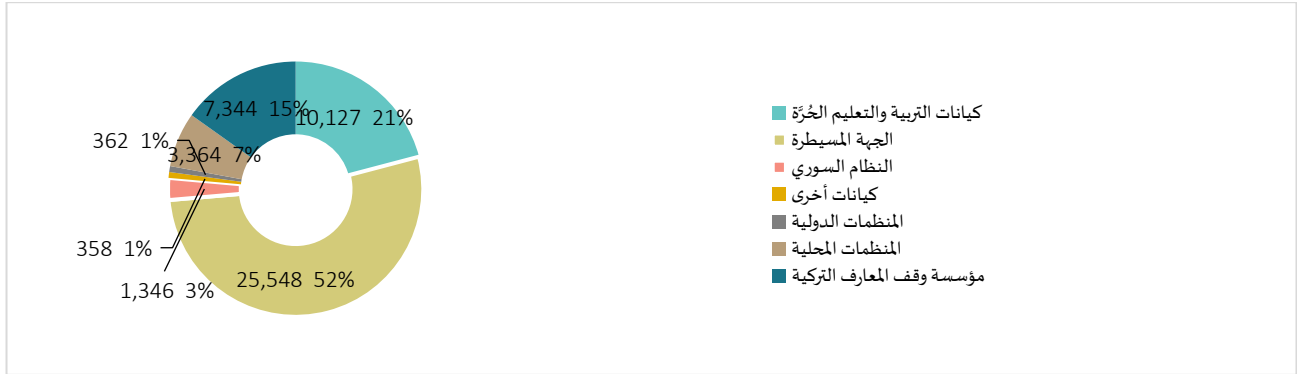 7,344 15%
10,127 21%
362 1%
3,364 7%
358 1%
25,548 52%
1,346 3%
كيانات التربية والتعليم الحُرَّة
الجهة المسيطرة
النظام السوري
كيانات أخرى
المنظمات الدولية
المنظمات المحلية
مؤسسة وقف المعارف التركية